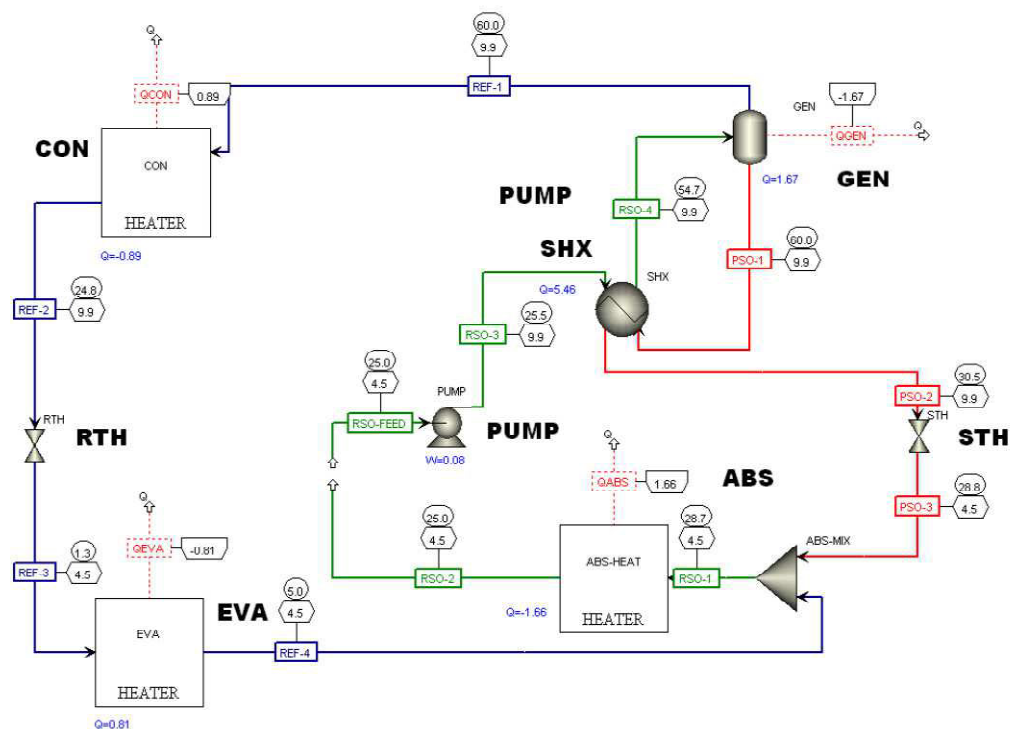 60.0
9.9
Q
REF-1
QCON
0.89
CON
CON
HEATER
Q=-0.89
GEN
-1.67
QGEN
Q
Q=1.67
GEN
PUMP
54.7
9.9
RSO-4
SHX
SHX
Q=5.46
60.0
9.9
PSO-1
24.8
9.9
REF-2
25.5
9.9
RSO-3
25.0
4.5
RSO-FEED
PUMP
PUMP
W=0.08
30.5
9.9
PSO-2
STH
STH
RTH
RTH
Q
QABS
1.66
ABS
28.8
4.5
PSO-3
Q
QEVA
-0.81
1.3
4.5
REF-3
25.0
4.5
RSO-2
28.7
4.5
RSO-1
ABS-HEAT
HEATER
Q=-1.66
ABS-MIX
EVA
EVA
HEATER
Q=0.81
5.0
4.5
REF-4